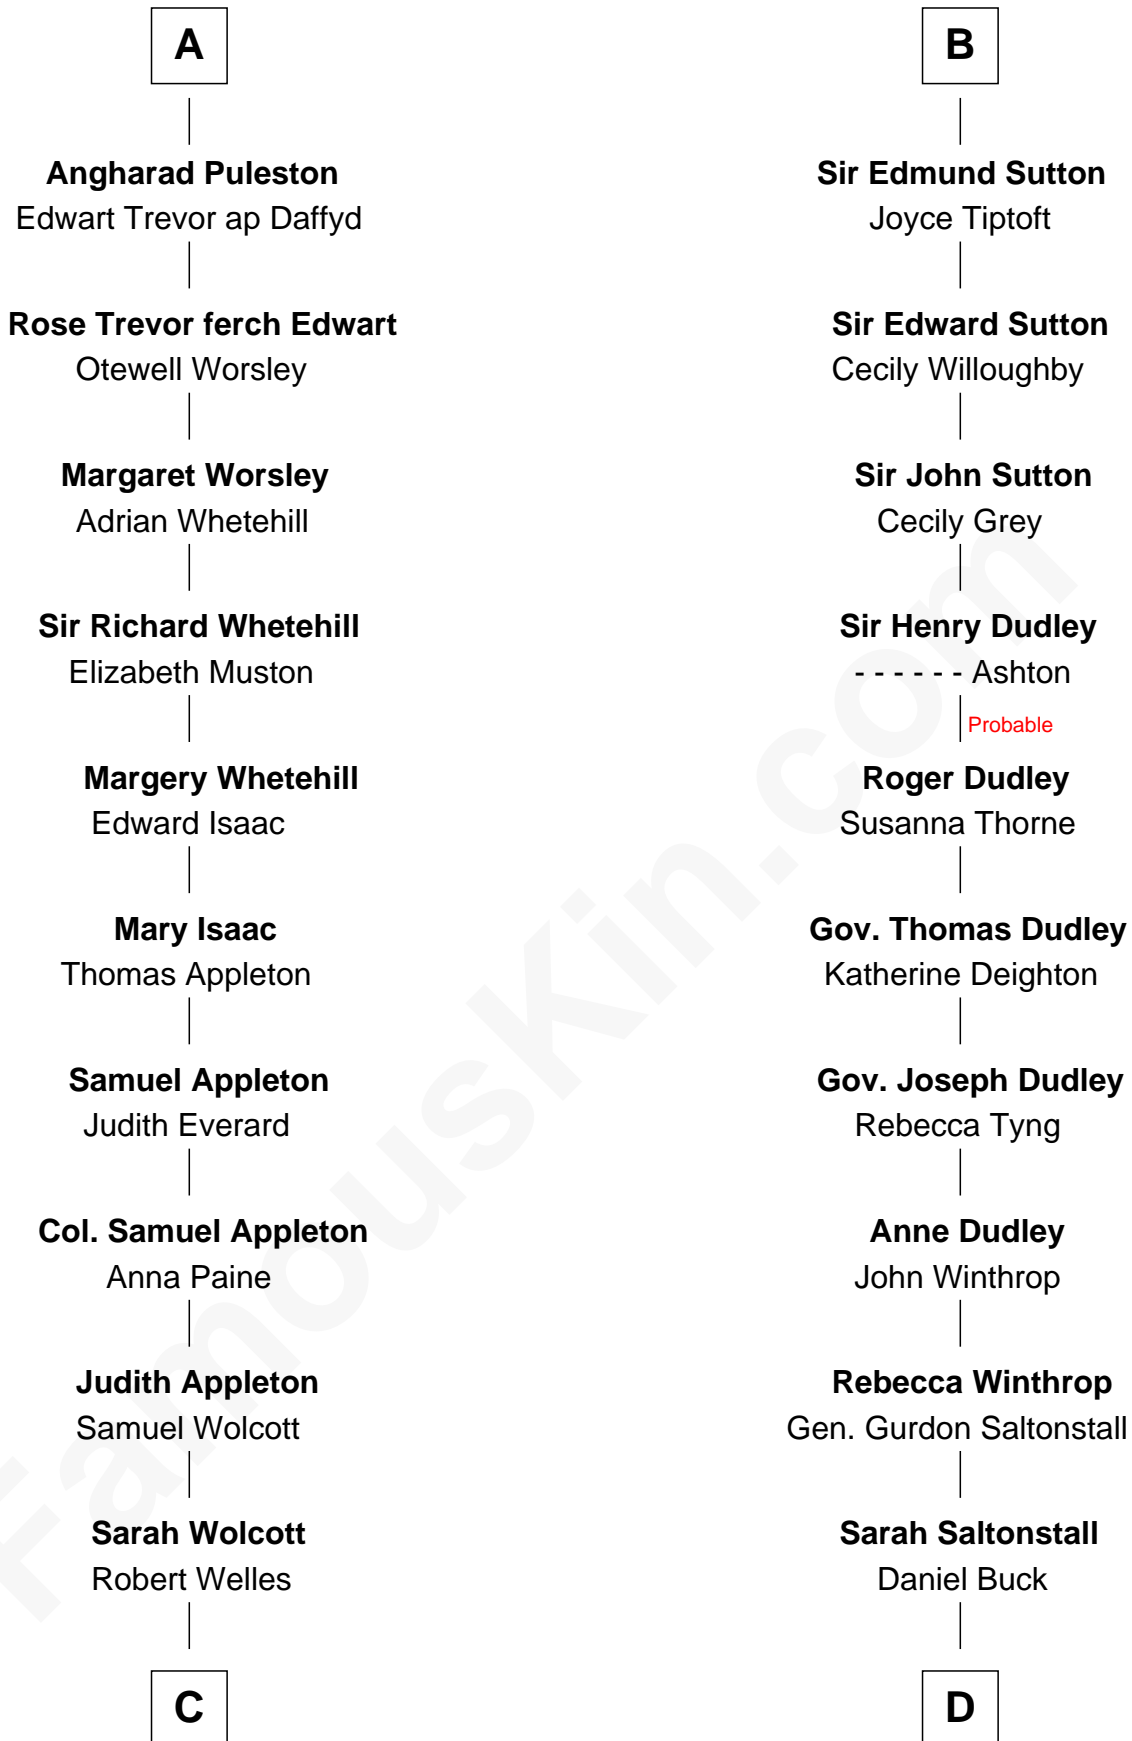 A
Angharad Puleston
Edwart Trevor ap Daffyd
Rose Trevor ferch Edwart
Otewell Worsley
Margaret Worsley
Adrian Whetehill
Sir Richard Whetehill
Elizabeth Muston
Margery Whetehill
Edward Isaac
Mary Isaac
Thomas Appleton
Samuel Appleton
Judith Everard
Col. Samuel Appleton
Anna Paine
Judith Appleton
Samuel Wolcott
Sarah Wolcott
Robert Welles
C
B
Sir Edmund Sutton
Joyce Tiptoft
Sir Edward Sutton
Cecily Willoughby
Sir John Sutton
Cecily Grey
Sir Henry Dudley
- - - - - - Ashton
Probable
Roger Dudley
Susanna Thorne
Gov. Thomas Dudley
Katherine Deighton
Gov. Joseph Dudley
Rebecca Tyng
Anne Dudley
John Winthrop
Rebecca Winthrop
Gen. Gurdon Saltonstall
Sarah Saltonstall
Daniel Buck
D
FamousKin.com